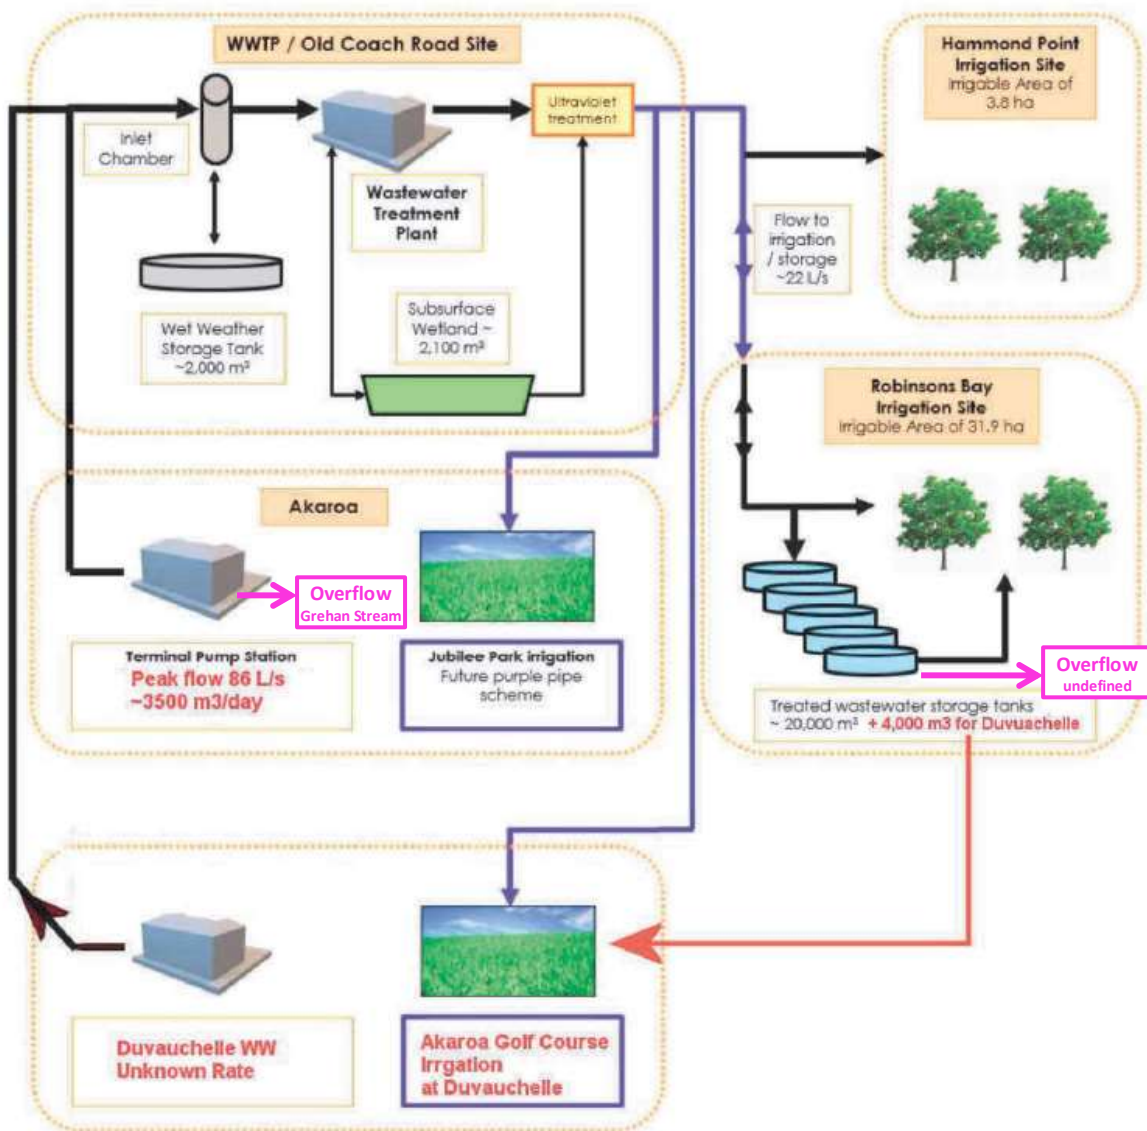 WWTP / Old Coach Road Site
Inlet
Chamber
Ultraviolet
treatment
Wastewater
Treatment
Plant
Wet Weather
Storage Tank
~2,000 m³
Subsurface
Wetland ~
2,100 m³
Flow to
irrigation
/ storage
~22 L/s
Hammond Point
Irrigation Site
Irrigable Area of
3.8 ha
Robinsons Bay
Irrigation Site
Irrigable Area of 31.9 ha
Overflow
undefined
Treated wastewater storage tanks
~ 20,000 m³ + 4,000 m3 for Duvuachelle
Akaroa
Overflow
Grehan Stream
Terminal Pump Station
Peak flow 86 L/s
~3500 m3/day
Jubilee Park irrigation
Future purple pipe
scheme
Duvauchelle WW
Unknown Rate
Akaroa Golf Course
Irrgation
at Duvauchelle